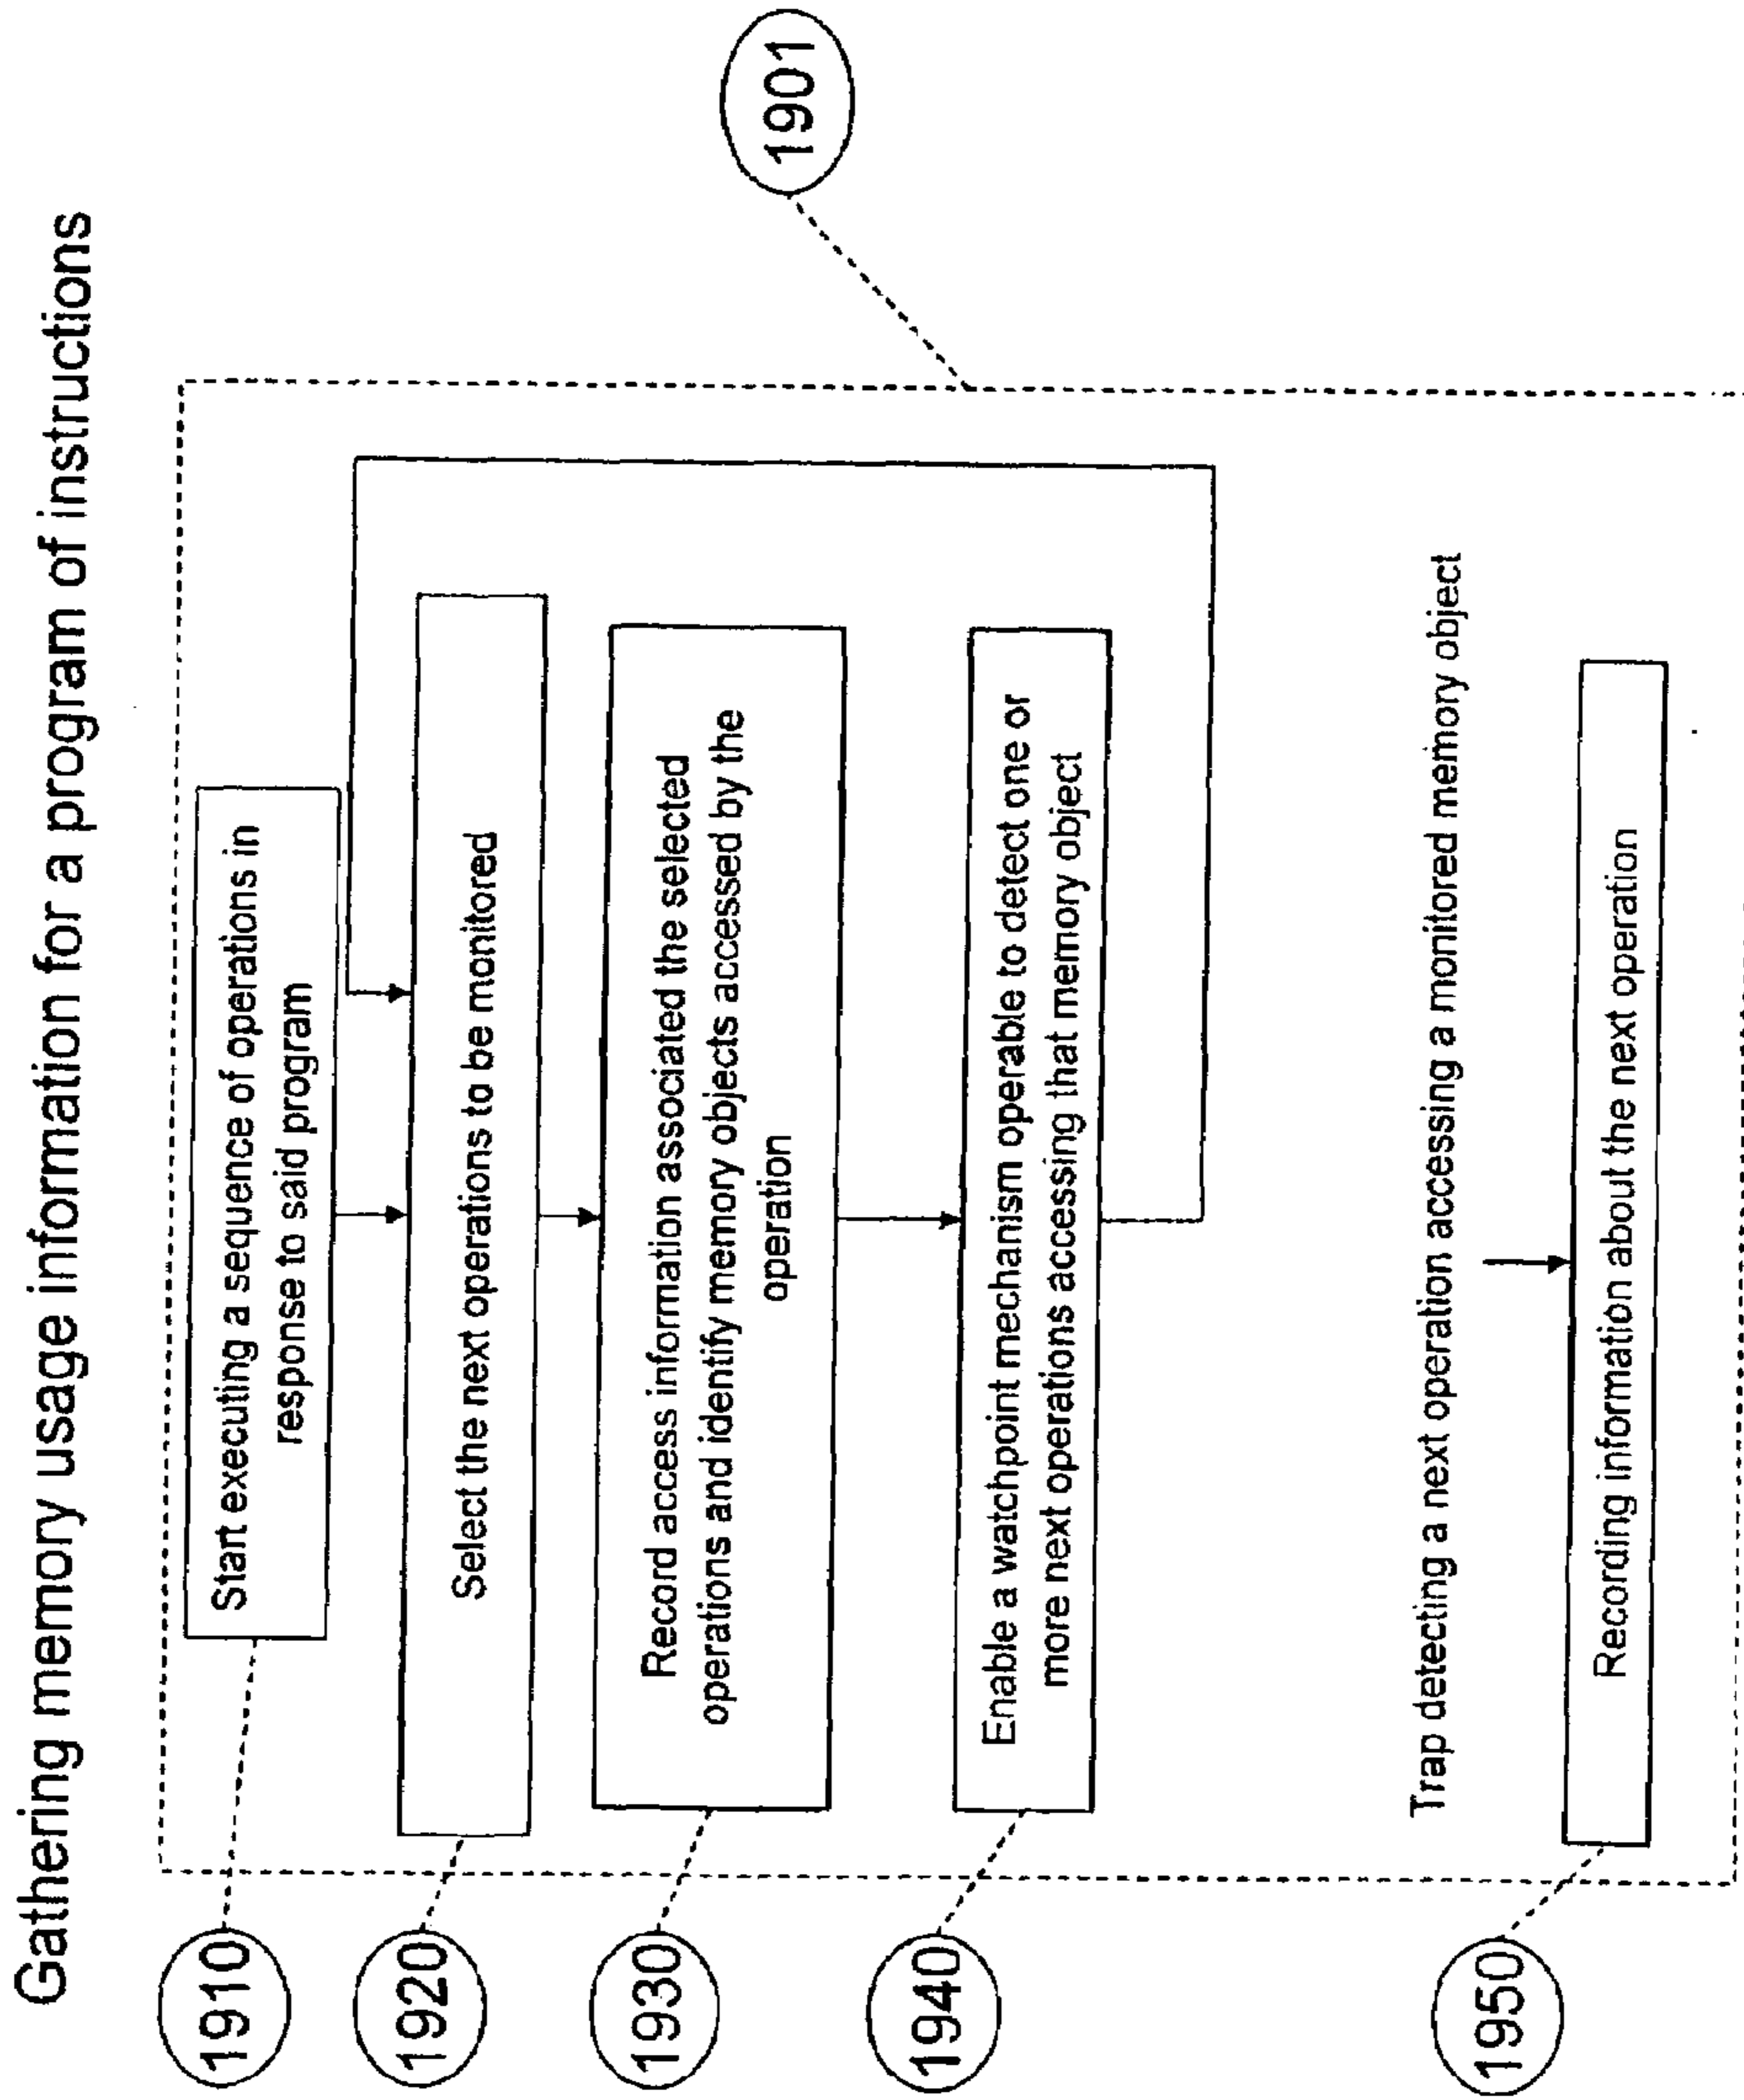 Gathering memory usage information for a program of instructions
1910
Start executing a sequence of operations in
response to said program
1920
Select the next operations to be monitored
1930
Record access information associated the selected
operations and identify memory objects accessed by the
operation
1940
Enable a watchpoint mechanism operable to detect one or
more next operations accessing that memory object
1901
Trap detecting a next operation accessing a monitored memory object
1950
Recording information about the next operation